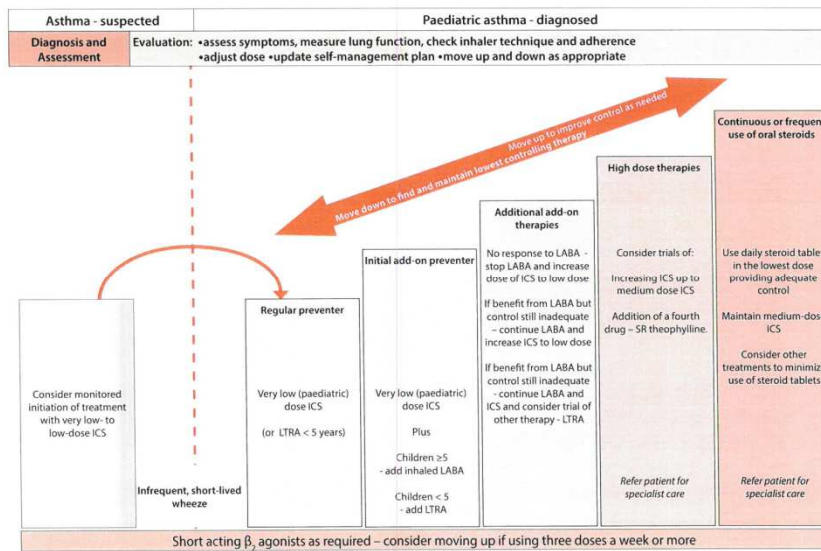 Asthma - suspected
Paediatric asthma - diagnosed
Diagnosis and
Assessment
Evaluation: •assess symptoms, measure lung function, check inhaler technique and adherence
•adjust dose •update self-management plan •move up and down as appropriate
Move up to improve control as needed
Move down to find and maintain lowest controlling therapy
Consider monitored
initiation of treatment
with very low- to
low-dose ICS
Infrequent, short-lived
wheeze
Regular preventer
Very low (paediatric)
dose ICS
(or LTRA < 5 years)
Initial add-on preventer
Very low (paediatric)
dose ICS
Plus
Children ≥5
- add inhaled LABA
Children < 5
- add LTRA
Additional add-on
therapies
No response to LABA -
stop LABA and increase
dose of ICS to low dose
If benefit from LABA but
control still inadequate
– continue LABA and
increase ICS to low dose
If benefit from LABA but
control still inadequate
- continue LABA and
ICS and consider trial of
other therapy - LTRA
High dose therapies
Consider trials of:
Increasing ICS up to
medium dose ICS
Addition of a fourth
drug – SR theophylline.
Refer patient for
specialist care
Continuous or frequen
use of oral steroids
Use daily steroid table
in the lowest dose
providing adequate
control
Maintain medium-dos
ICS
Consider other
treatments to minimiz
use of steroid tablets
Refer patient for
specialist care
Short acting β₂ agonists as required – consider moving up if using three doses a week or more